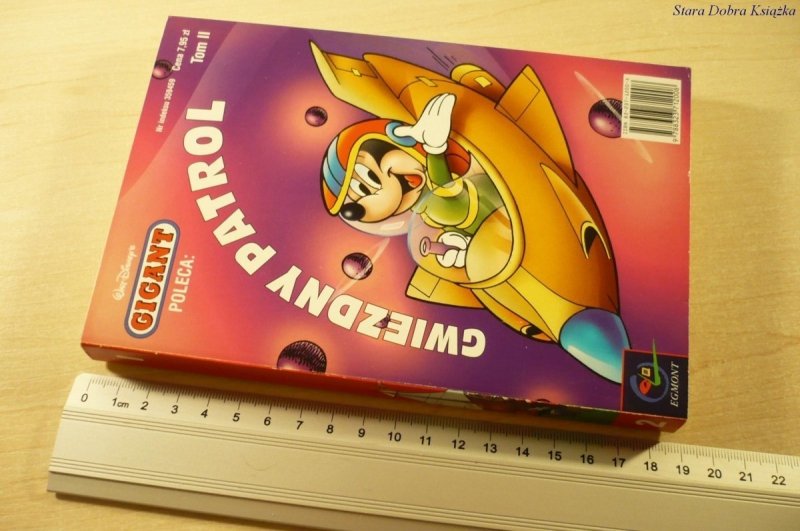 Stara Dobra Książka
Nr indeksu 358459
Cena 7,95 zł
Tom II
WALT DISNEY'S
GIGANT
POLECA:
GWIEZDNY PATROL
EGMONT
2
0 1cm 2 3 4 5 6 7 8 9 10 11 12 13 14 15 16 17 18 19 20 21 22